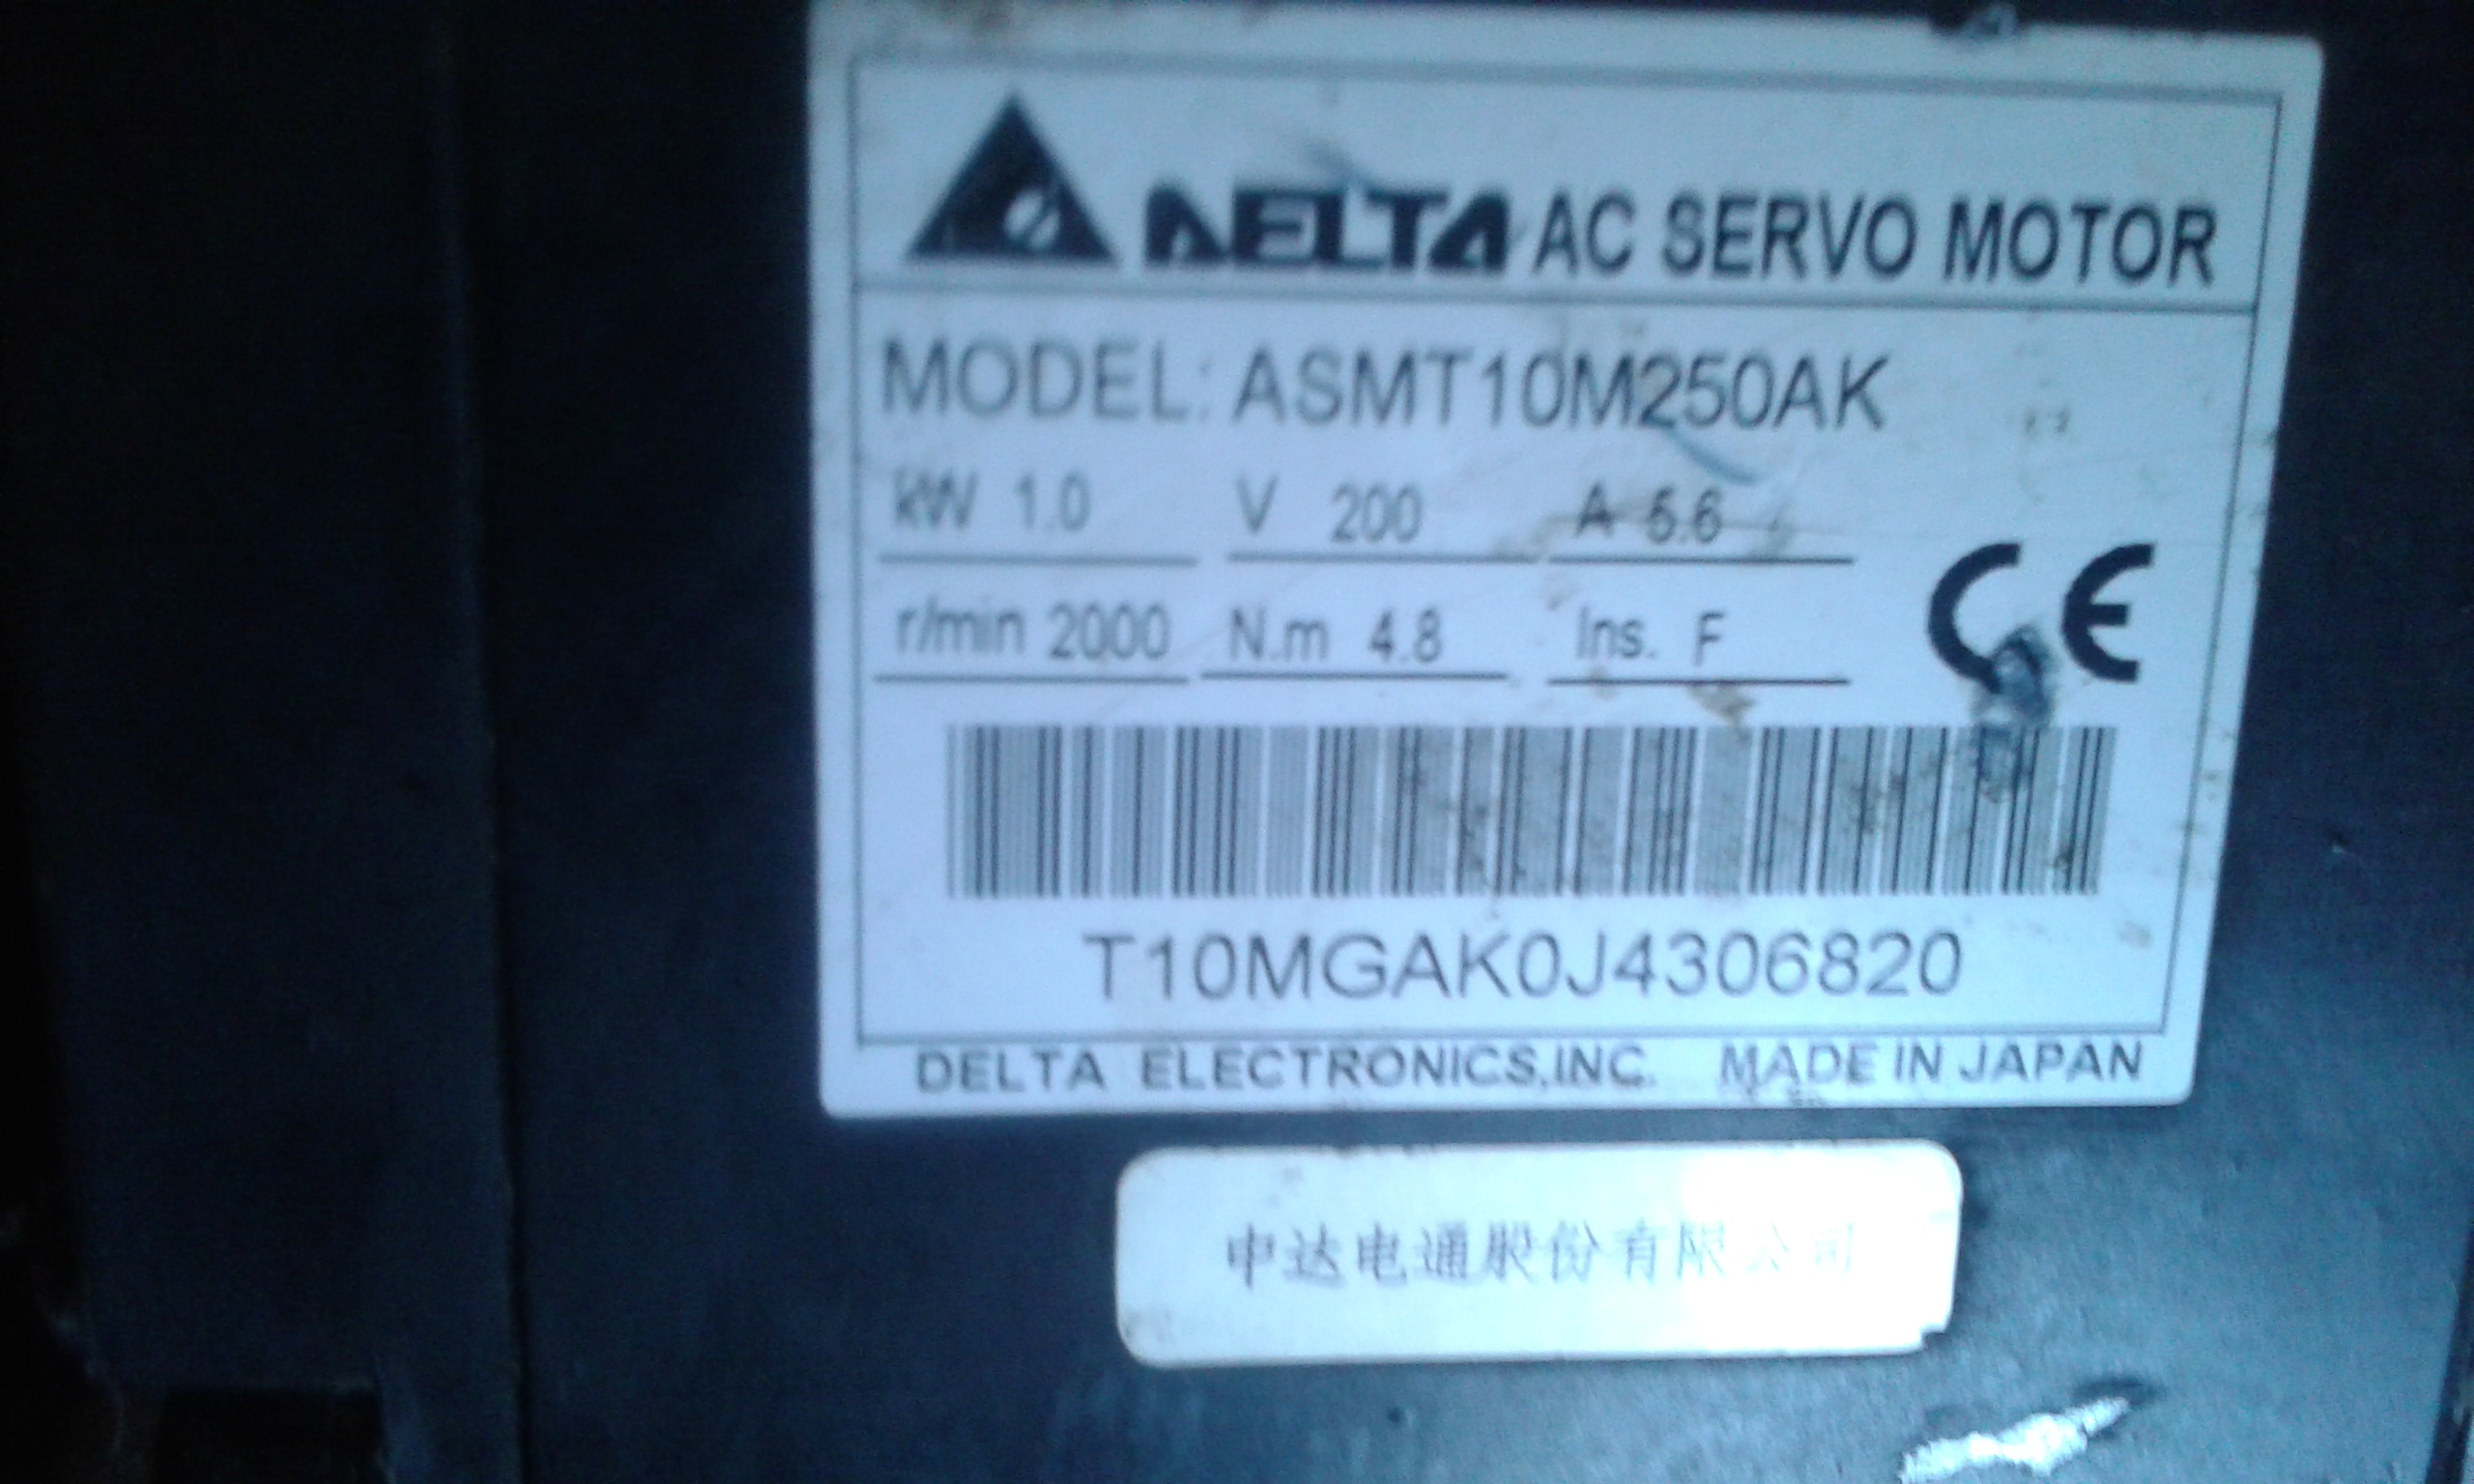 DELTA AC SERVO MOTOR
MODEL: ASMT10M250AK
kW 1.0 V 200 A 5.6
r/min 2000 N.m 4.8 Ins. F
CE
T10MGAK0J4306820
DELTA ELECTRONICS,INC. MADE IN JAPAN
中达电通股份有限公司